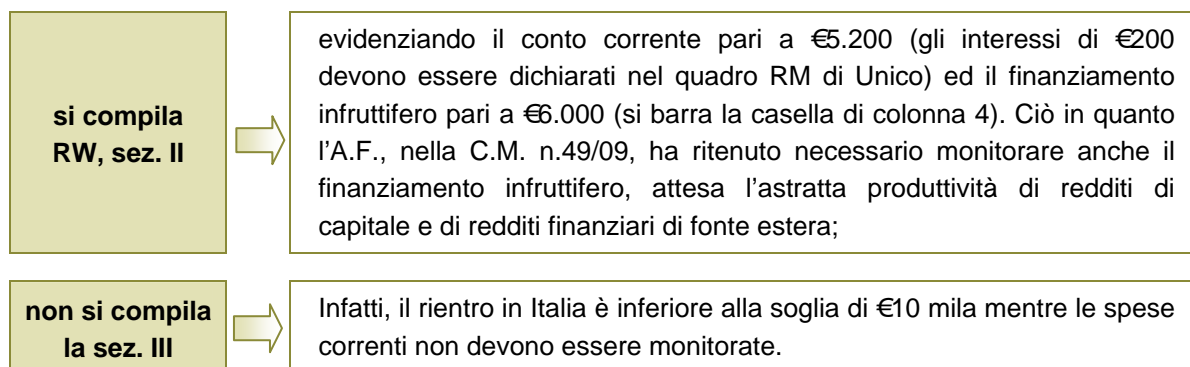 si compila
RW, sez. II
evidenziando il conto corrente pari a €5.200 (gli interessi di €200
devono essere dichiarati nel quadro RM di Unico) ed il finanziamento
infruttifero pari a €6.000 (si barra la casella di colonna 4). Ciò in quanto
l'A.F., nella C.M. n.49/09, ha ritenuto necessario monitorare anche il
finanziamento infruttifero, attesa l'astratta produttività di redditi di
capitale e di redditi finanziari di fonte estera;
non si compila
la sez. III
Infatti, il rientro in Italia è inferiore alla soglia di €10 mila mentre le spese
correnti non devono essere monitorate.